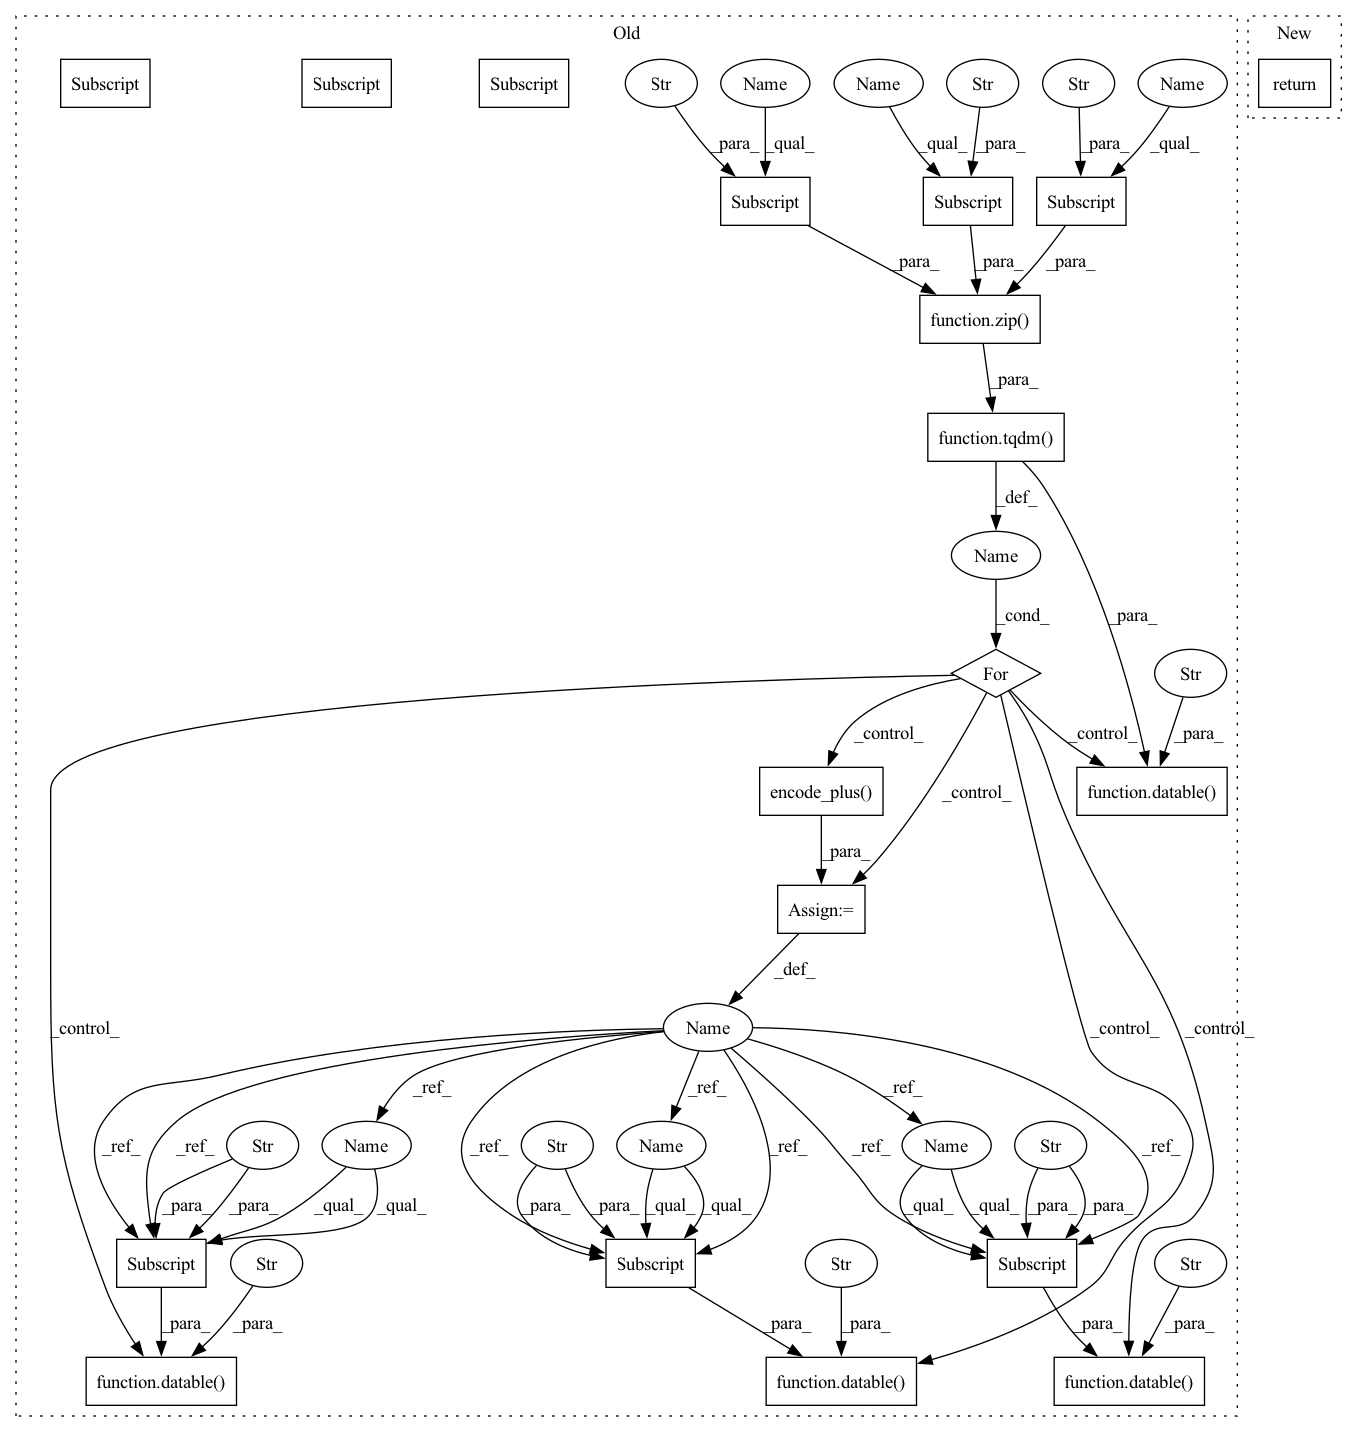 Old
New
Subscript
Subscript
Subscript
Str
Name
Name
Str
Str
Name
return
_para_
_qual_
_qual_
_para_
_para_
_qual_
Subscript
Subscript
Subscript
_para_
_para_
_para_
function.zip()
_para_
function.tqdm()
_def_
Name
_cond_
_para_
For
Str
_control_
_control_
_para_
encode_plus()
_control_
function.datable()
_para_
Assign:=
_def_
Name
_control_
_control_
_control_
_ref_
_ref_
_ref_
_ref_
_ref_
Str
Name
_ref_
Str
Name
_ref_
_ref_
Name
Str
_ref_
_para_
_para_
_qual_
_qual_
_para_
_para_
_qual_
_qual_
_qual_
_qual_
_para_
_para_
Subscript
Str
Subscript
Str
Subscript
Str
_para_
_para_
_para_
_para_
_para_
_para_
function.datable()
function.datable()
function.datable()